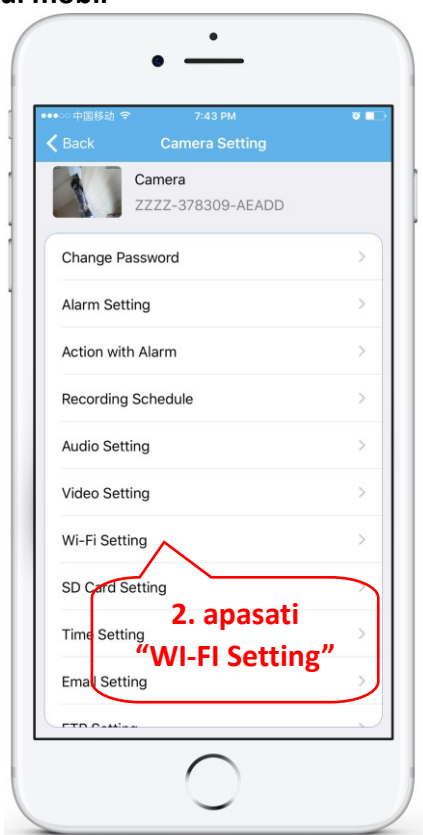 中国移动 7:43 PM
Back Camera Setting
Camera
ZZZZ-378309-AEADD
Change Password
Alarm Setting
Action with Alarm
Recording Schedule
Audio Setting
Video Setting
Wi-Fi Setting
SD Card Setting
2. apasati
Time Setting
“WI-FI Setting”
Email Setting